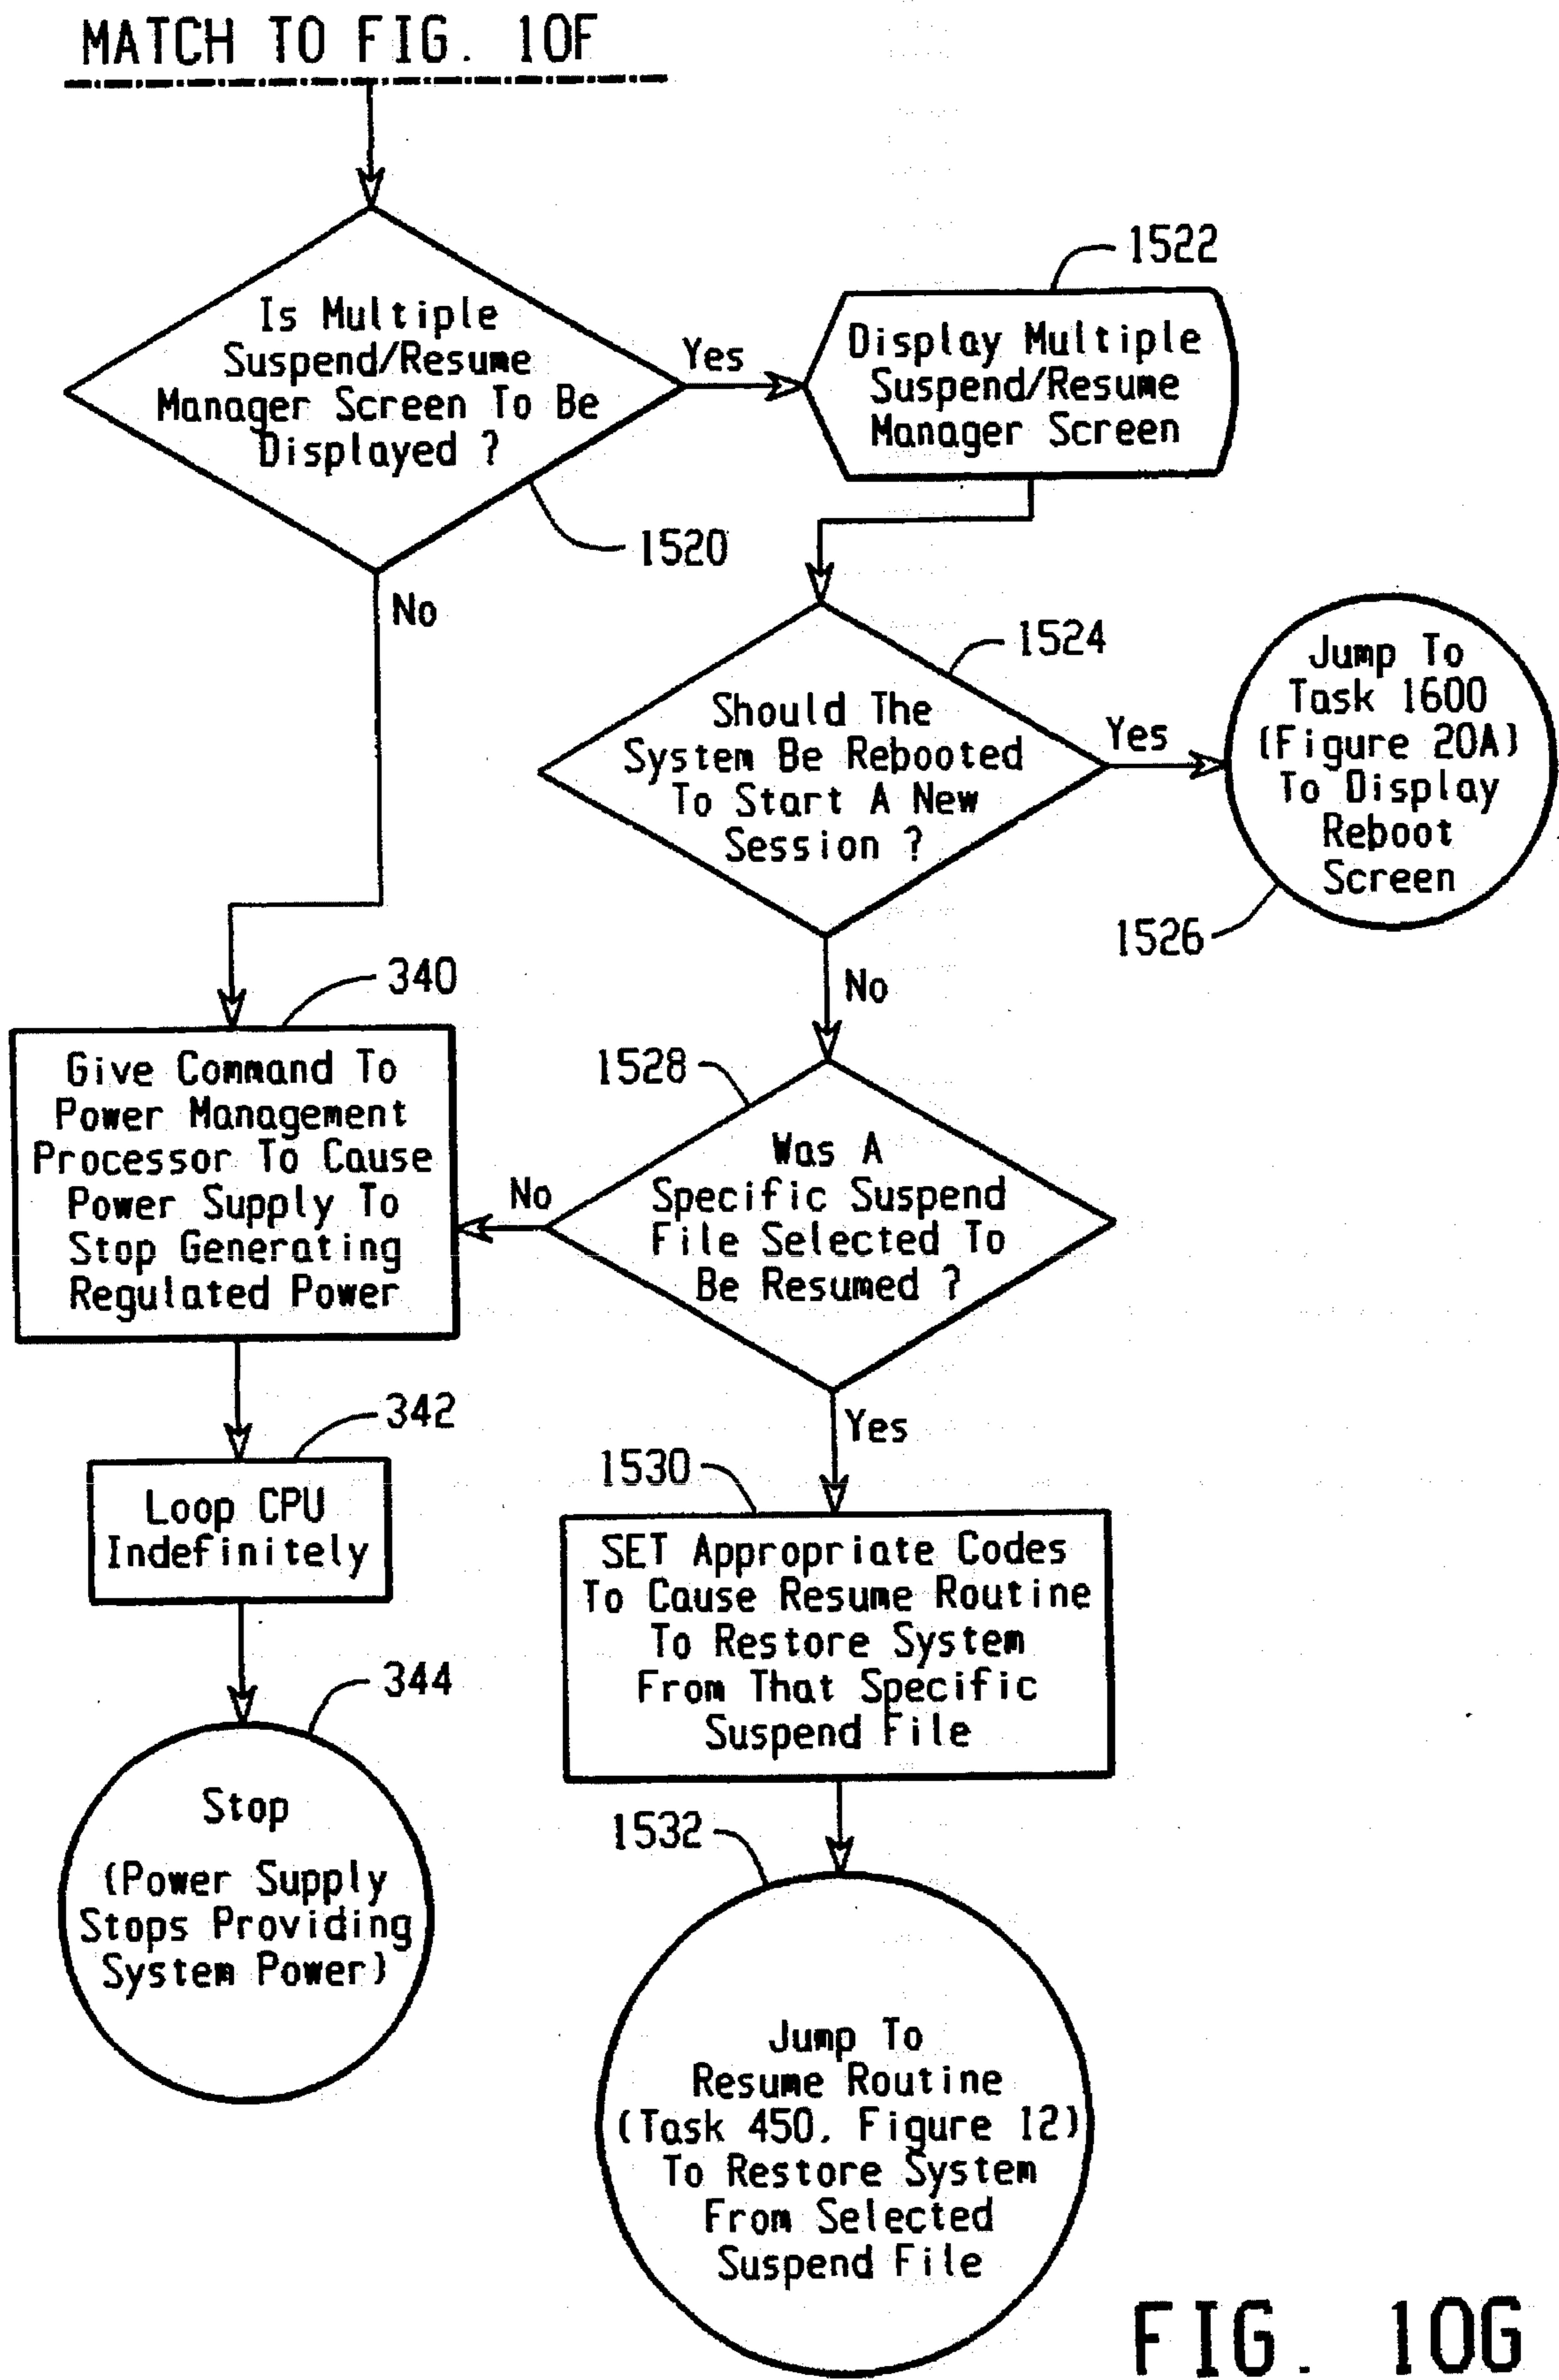 MATCH TO FIG. 10F
Is Multiple
Suspend/Resume
Manager Screen To Be
Displayed ?
1520
Yes
No
1522
Display Multiple
Suspend/Resume
Manager Screen
1524
Should The
System Be Rebooted
To Start A New
Session ?
Yes
No
Jump To
Task 1600
(Figure 20A)
To Display
Reboot
Screen
1526
340
Give Command To
Power Management
Processor To Cause
Power Supply To
Stop Generating
Regulated Power
1528
Was A
Specific Suspend
File Selected To
Be Resumed ?
No
Yes
342
Loop CPU
Indefinitely
1530
SET Appropriate Codes
To Cause Resume Routine
To Restore System
From That Specific
Suspend File
344
Stop
(Power Supply
Stops Providing
System Power)
1532
Jump To
Resume Routine
(Task 450, Figure 12)
To Restore System
From Selected
Suspend File
FIG. 10G